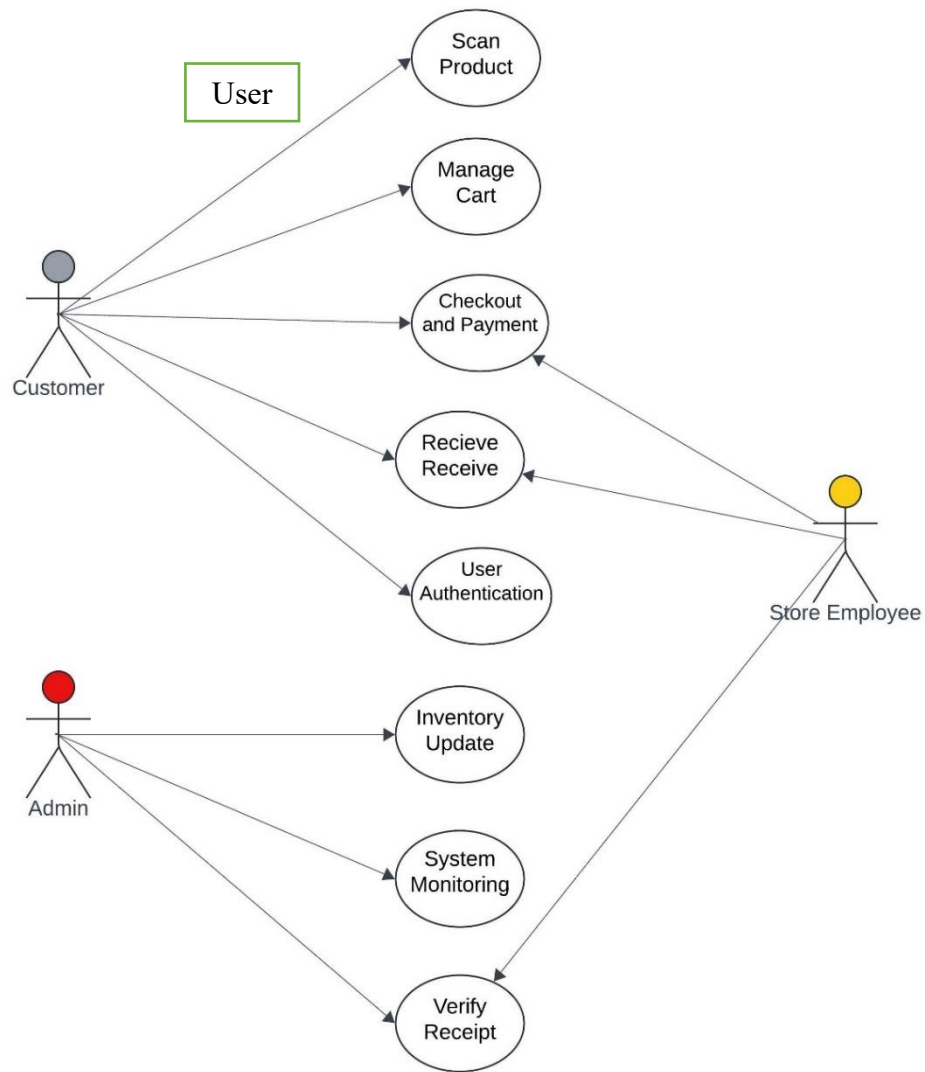 Scan
Product
User
Manage
Cart
Customer
Checkout
and Payment
Recieve
Receive
User
Authentication
Store Employee
Admin
Inventory
Update
System
Monitoring
Verify
Receipt